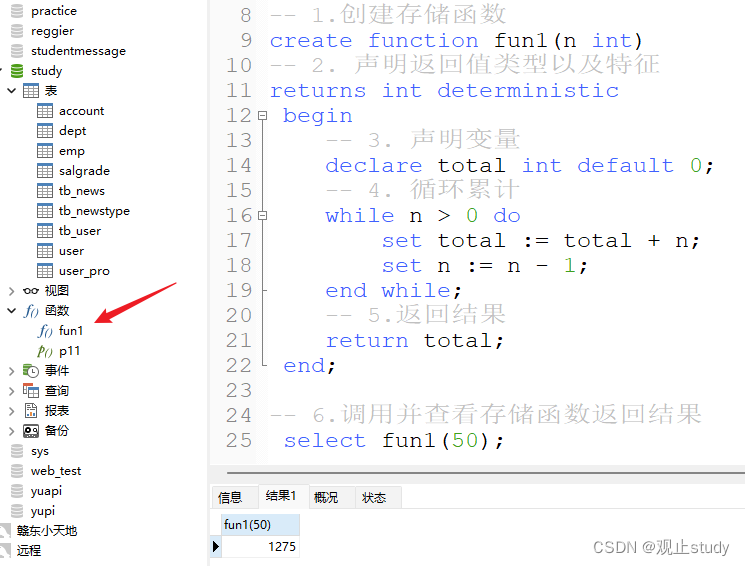 practice
reggier
studentmessage
study
表
account
dept
emp
salgrade
tb_news
tb_newstype
tb_user
user
user_pro
视图
函数
fun1
p11
事件
查询
报表
备份
sys
web_test
yuapi
yupi
赣东小天地
远程
8 -- 1.创建存储函数
9 create function fun1(n int)
10 -- 2. 声明返回值类型以及特征
11 returns int deterministic
12 begin
13 -- 3. 声明变量
14 declare total int default 0;
15 -- 4. 循环累计
16 while n > 0 do
17 set total := total + n;
18 set n := n - 1;
19 end while;
20 -- 5.返回结果
21 return total;
22 end;
23
24 -- 6.调用并查看存储函数返回结果
25 select fun1(50);
信息 结果1 概况 状态
fun1(50)
1275
CSDN @观止study